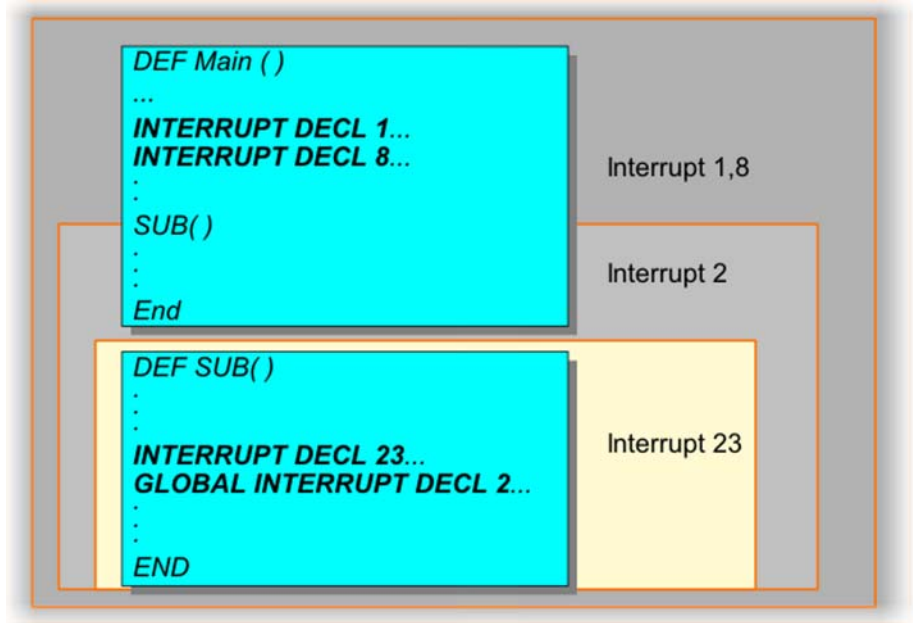 DEF Main ( )
...
INTERRUPT DECL 1...
INTERRUPT DECL 8...
.
.
SUB( )
.
.
.
End
Interrupt 1,8
Interrupt 2
DEF SUB( )
.
.
.
INTERRUPT DECL 23...
GLOBAL INTERRUPT DECL 2...
.
.
.
END
Interrupt 23